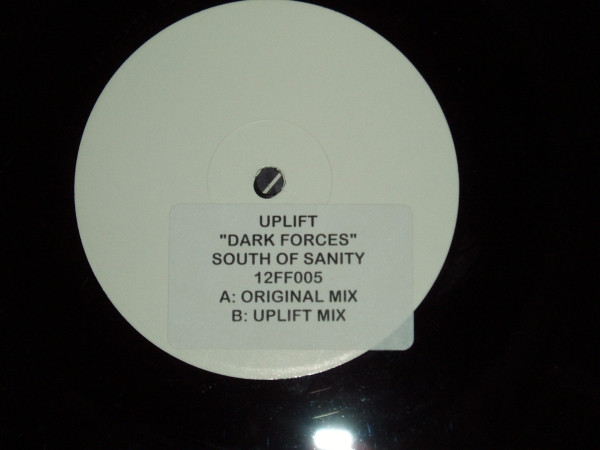 UPLIFT
"DARK FORCES"
SOUTH OF SANITY
12FF005
A: ORIGINAL MIX
B: UPLIFT MIX